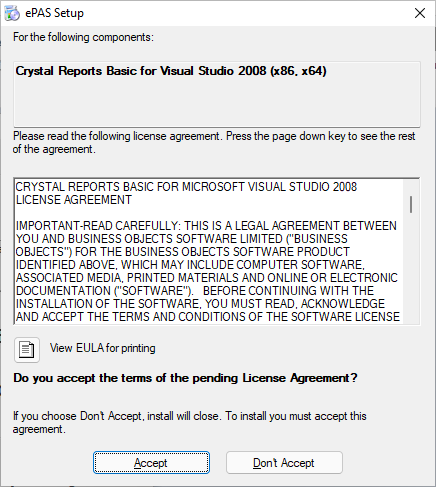 ePAS Setup
For the following components:
Crystal Reports Basic for Visual Studio 2008 (x86, x64)
Please read the following license agreement. Press the page down key to see the rest
of the agreement.
CRYSTAL REPORTS BASIC FOR MICROSOFT VISUAL STUDIO 2008
LICENSE AGREEMENT
IMPORTANT-READ CAREFULLY: THIS IS A LEGAL AGREEMENT BETWEEN
YOU AND BUSINESS OBJECTS SOFTWARE LIMITED ("BUSINESS
OBJECTS") FOR THE BUSINESS OBJECTS SOFTWARE PRODUCT
IDENTIFIED ABOVE, WHICH MAY INCLUDE COMPUTER SOFTWARE,
ASSOCIATED MEDIA, PRINTED MATERIALS AND ONLINE OR ELECTRONIC
DOCUMENTATION ("SOFTWARE").  BEFORE CONTINUING WITH THE
INSTALLATION OF THE SOFTWARE, YOU MUST READ, ACKNOWLEDGE
AND ACCEPT THE TERMS AND CONDITIONS OF THE SOFTWARE LICENSE
View EULA for printing
Do you accept the terms of the pending License Agreement?
If you choose Don't Accept, install will close. To install you must accept this
agreement.
Accept
Don't Accept